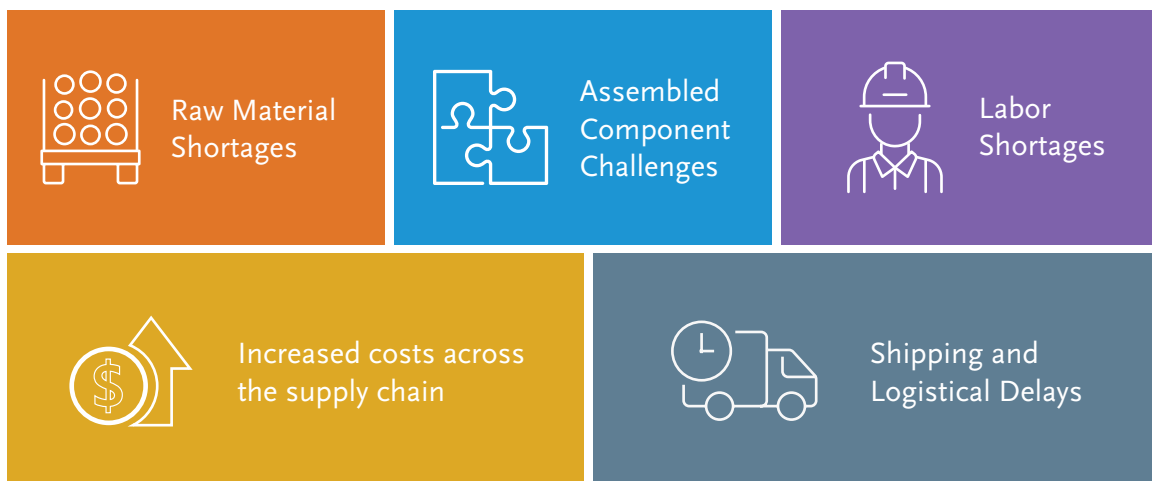 Raw Material
Shortages
Assembled
Component
Challenges
Labor
Shortages
$
Increased costs across
the supply chain
Shipping and
Logistical Delays